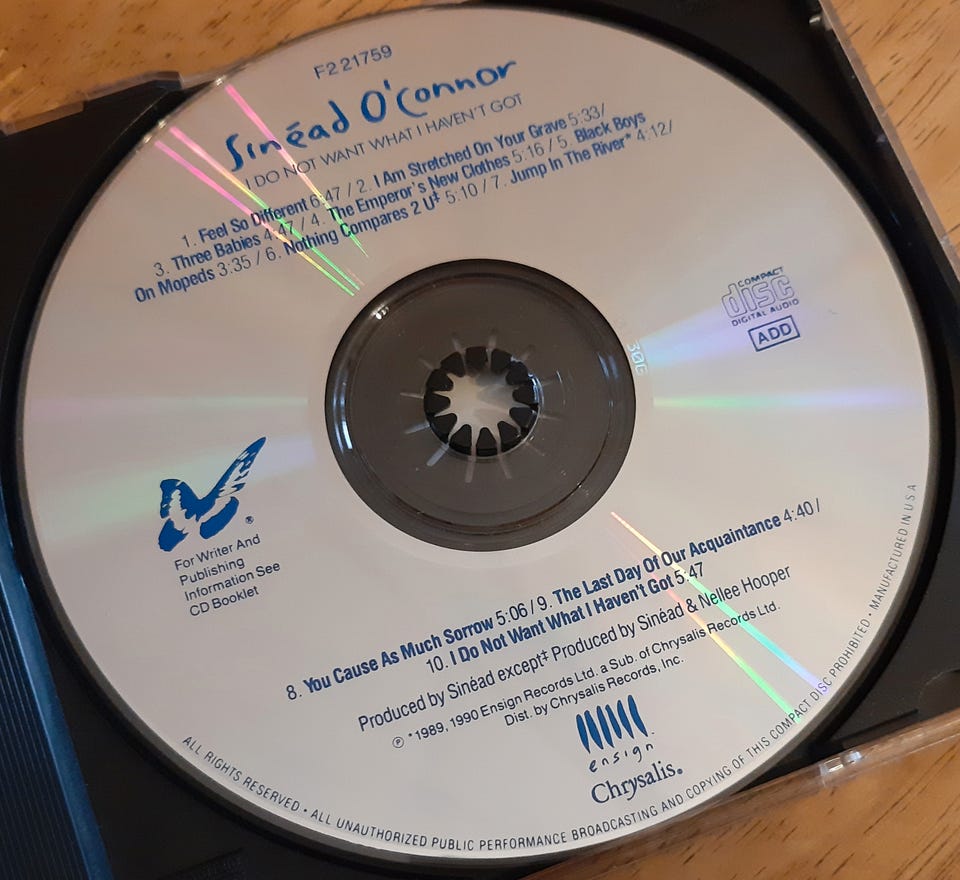 F2 21759
Sinéad O'Connor
I DO NOT WANT WHAT I HAVEN'T GOT
1. Feel So Different 6:47 / 2. I Am Stretched On Your Grave 5:33/
3. Three Babies 4:47 / 4. The Emperor's New Clothes 5:16 / 5. Black Boys
On Mopeds 3:35 / 6. Nothing Compares 2 U‡ 5:10 / 7. Jump In The River* 4:12/
COMPACT
disc
DIGITAL AUDIO
ADD
®
For Writer And
Publishing
Information See
CD Booklet
8. You Cause As Much Sorrow 5:06 / 9. The Last Day Of Our Acquaintance 4:40 /
10. I Do Not Want What I Haven't Got 5:47
Produced by Sinéad except‡ Produced by Sinéad & Nellee Hooper
℗ *1989, 1990 Ensign Records Ltd. a Sub. of Chrysalis Records Ltd.
Dist. by Chrysalis Records, Inc.
ensign
Chrysalis®
ALL RIGHTS RESERVED • ALL UNAUTHORIZED PUBLIC PERFORMANCE BROADCASTING AND COPYING OF THIS COMPACT DISC PROHIBITED • MANUFACTURED IN U.S.A